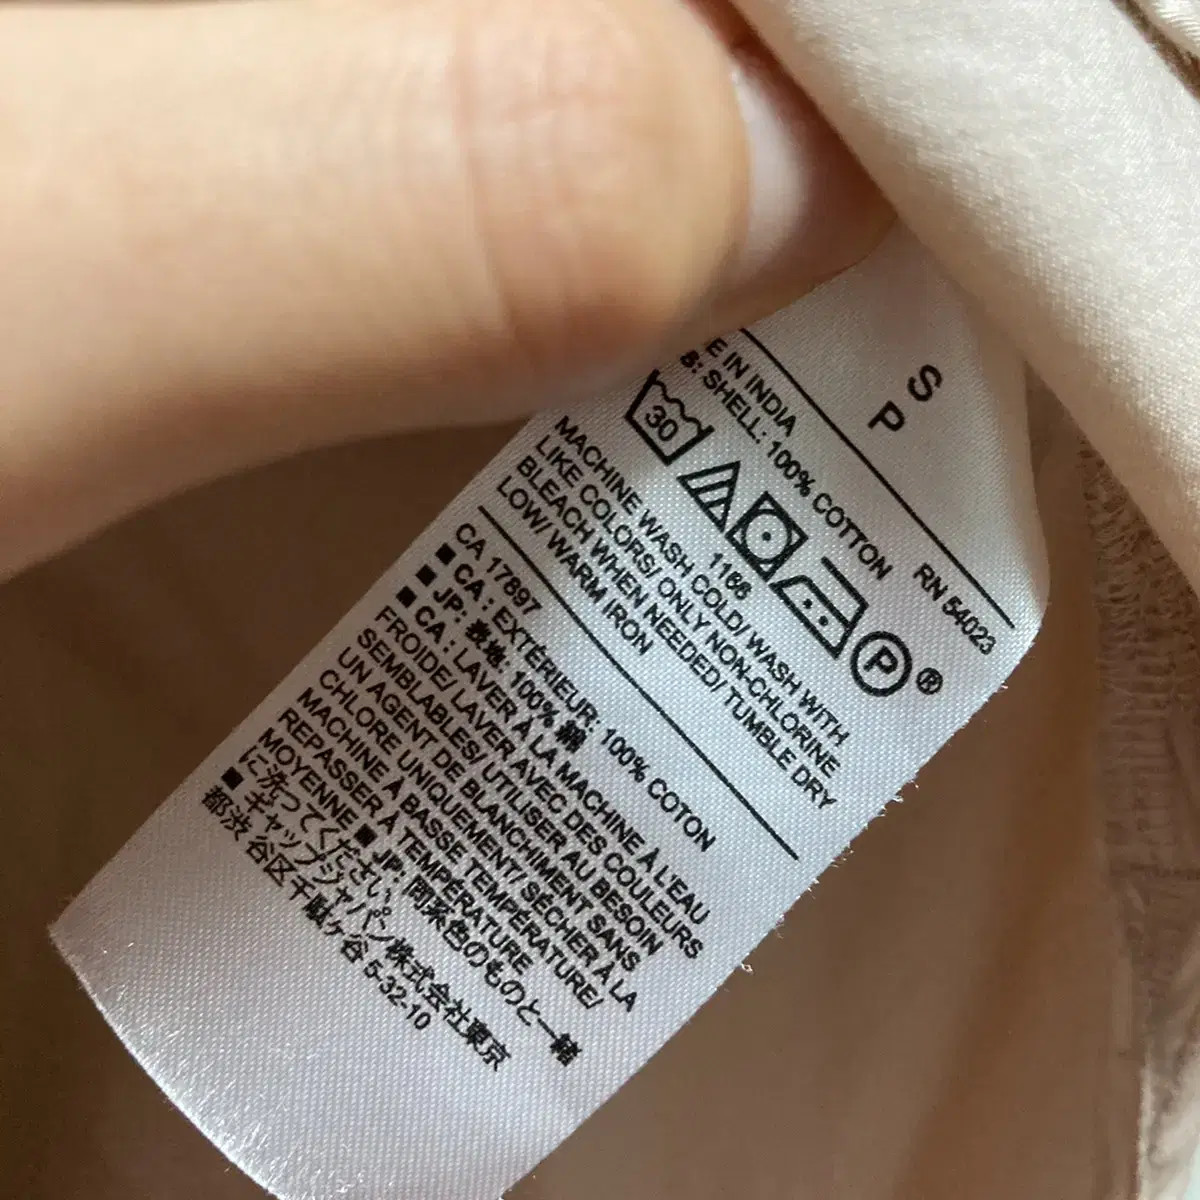 S
P
RN 54023
E IN INDIA
B: SHELL: 100% COTTON
30
P ®
1166
MACHINE WASH COLD/ WASH WITH
LIKE COLORS/ ONLY NON-CHLORINE
BLEACH WHEN NEEDED/ TUMBLE DRY
LOW/ WARM IRON
CA 17897
■ CA : EXTÉRIEUR: 100% COTON
■ JP: 表地: 100% 綿
■ CA : LAVER À LA MACHINE À L'EAU
FROIDE/ LAVER AVEC DES COULEURS
SEMBLABLES/ UTILISER AU BESOIN
UN AGENT DE BLANCHIMENT SANS
CHLORE UNIQUEMENT/ SÉCHER À LA
MACHINE À BASSE TEMPÉRATURE/
REPASSER À TEMPÉRATURE
MOYENNE ■ JP: 同系色のものと一緒
に洗ってください。
■ ギャップジャパン株式会社東京
都渋谷区千駄ヶ谷 5-32-10